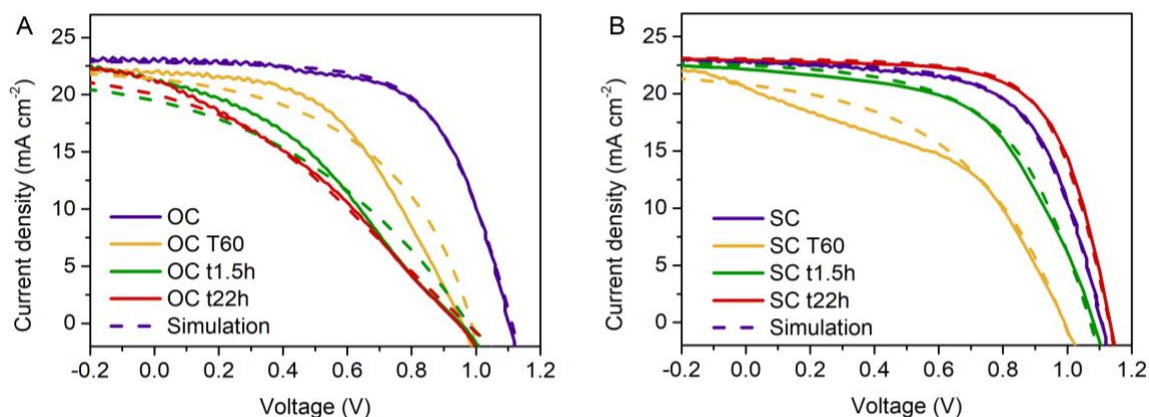 A
25
20
15
10
5
0
Current density (mA cm⁻²)
OC
OC T60
OC t1.5h
OC t22h
Simulation
-0.2 0.0 0.2 0.4 0.6 0.8 1.0 1.2
Voltage (V)
B
25
20
15
10
5
0
Current density (mA cm⁻²)
SC
SC T60
SC t1.5h
SC t22h
Simulation
-0.2 0.0 0.2 0.4 0.6 0.8 1.0 1.2
Voltage (V)